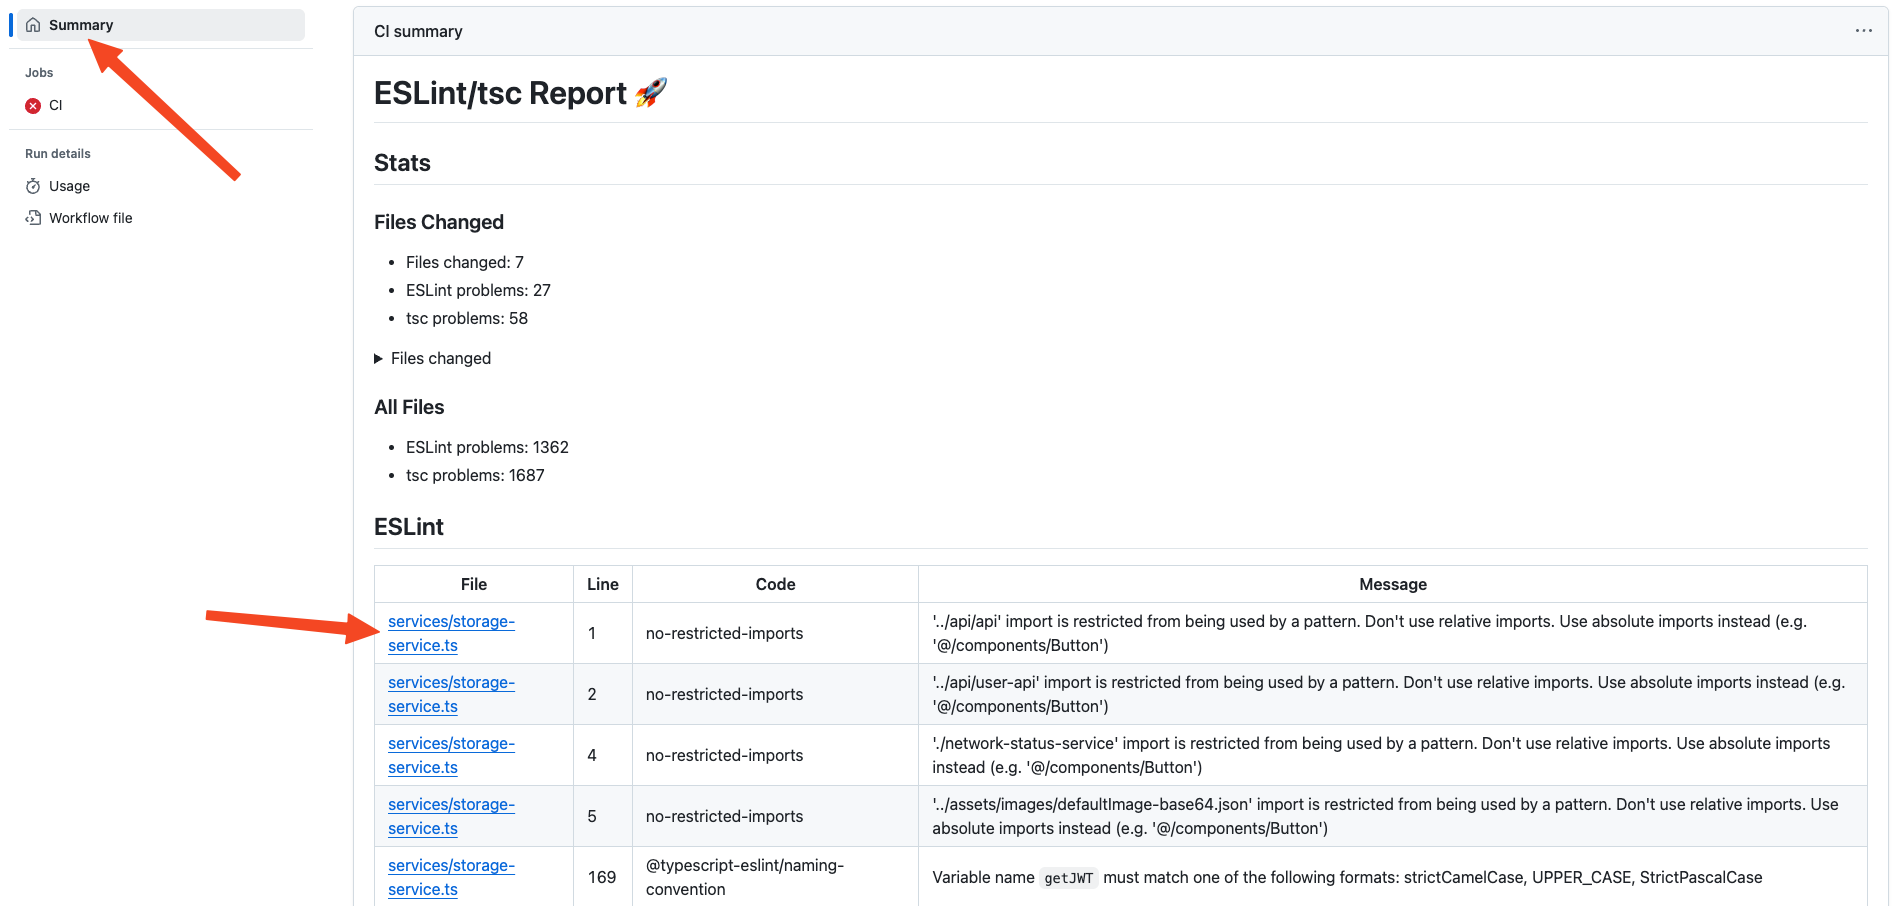 Summary
Jobs
CI
Run details
Usage
Workflow file
CI summary
ESLint/tsc Report 🚀
Stats
Files Changed
Files changed: 7
ESLint problems: 27
tsc problems: 58
Files changed
All Files
ESLint problems: 1362
tsc problems: 1687
ESLint
File Line Code Message
services/storage-
service.ts
1
no-restricted-imports
'../api/api' import is restricted from being used by a pattern. Don't use relative imports. Use absolute imports instead (e.g.
'@/components/Button')
services/storage-
service.ts
2
no-restricted-imports
'../api/user-api' import is restricted from being used by a pattern. Don't use relative imports. Use absolute imports instead (e.g.
'@/components/Button')
services/storage-
service.ts
4
no-restricted-imports
'./network-status-service' import is restricted from being used by a pattern. Don't use relative imports. Use absolute imports
instead (e.g. '@/components/Button')
services/storage-
service.ts
5
no-restricted-imports
'../assets/images/defaultImage-base64.json' import is restricted from being used by a pattern. Don't use relative imports. Use
absolute imports instead (e.g. '@/components/Button')
services/storage-
service.ts
169
@typescript-eslint/naming-
convention
Variable name getJWT must match one of the following formats: strictCamelCase, UPPER_CASE, StrictPascalCase